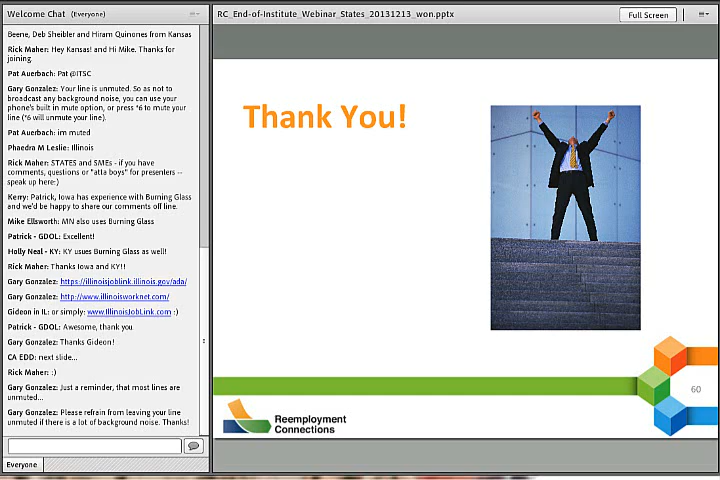 Welcome Chat (Everyone)
Beene, Deb Sheibler and Hiram Quinones from Kansas
Rick Maher: Hey Kansas! and Hi Mike. Thanks for
joining
Pat Auerbach: Pat @ITSC
Gary Gonzalez: Your line is unmuted. So as not to
broadcast any background noise, you can use your
phone's built in mute option, or press *6 to mute your
line (*6 will unmute your line).
Pat Auerbach: im muted
Phaedra M Leslie: Illinois
Rick Maher: STATES and SMEs - if you have
comments, questions or "atta boys" for presenters --
speak up here:)
Kerry: Patrick, Iowa has experience with Burning Glass
and we'd be happy to share our comments off line.
Mike Ellsworth: MN also uses Burning Glass
Patrick - GDOL: Excellent!
Holly Neal - KY: KY usues Burning Glass as well!
Rick Maher: Thanks Iowa and KY!!
Gary Gonzalez: https://illinoisjoblink.illinois.gov/ada/
Gary Gonzalez: http://www.illinoisworknet.com/
Gideon in IL: or simply: www.IllinoisJobLink.com :)
Patrick - GDOL: Awesome, thank you
Gary Gonzalez: Thanks Gideon!
CA EDD: next slide...
Rick Maher: :)
Gary Gonzalez: Just a reminder, that most lines are
unmuted...
Gary Gonzalez: Please refrain from leaving your line
unmuted if there is a lot of background noise. Thanks!
Everyone
RC_End-of-Institute_Webinar_States_20131213_won.pptx
Full Screen
Thank You!
60
Reemployment
Connections